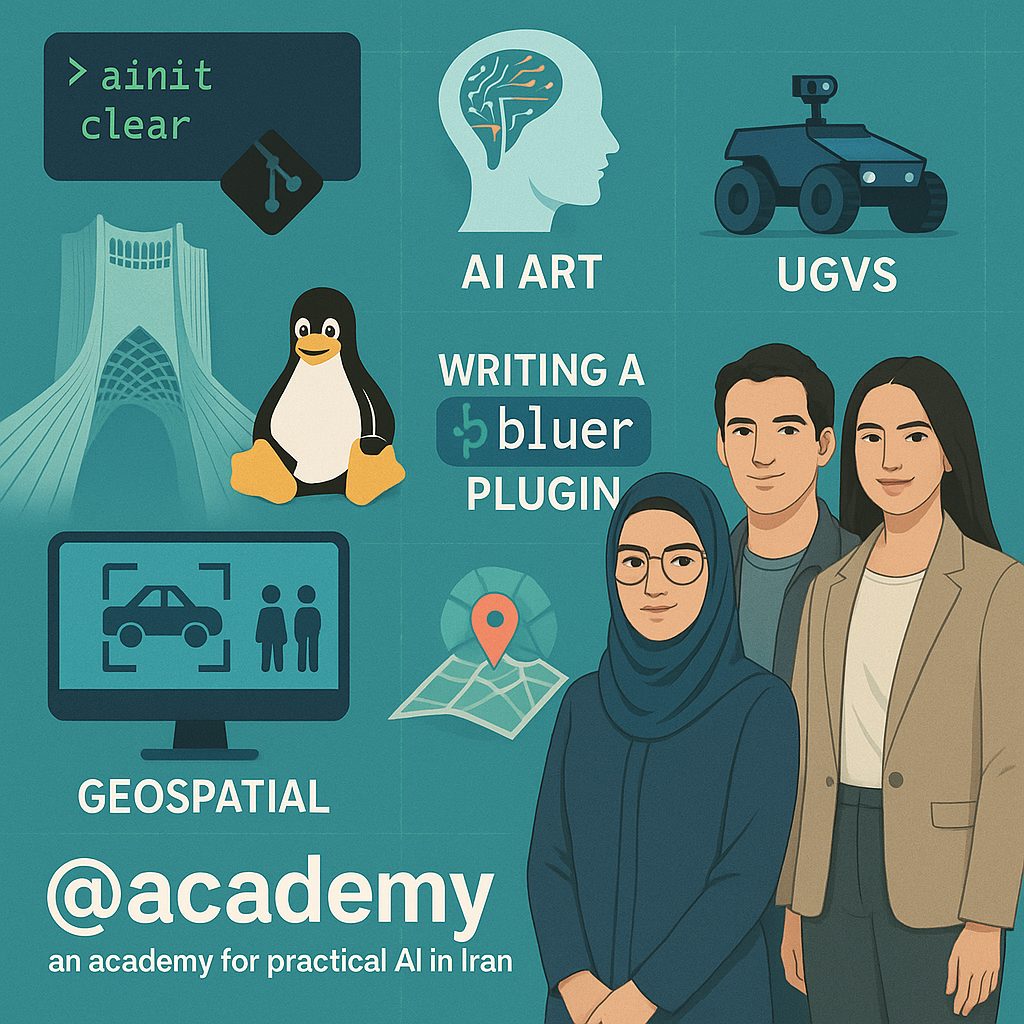 > ainit
clear
AI ART
UGVS
WRITING A
bluer
PLUGIN
GEOSPATIAL
@academy
an academy for practical AI in Iran